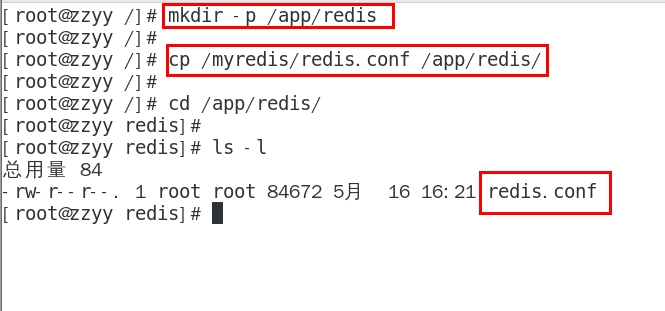 [root@zzyy /]# mkdir -p /app/redis
[root@zzyy /]#
[root@zzyy /]# cp /myredis/redis.conf /app/redis/
[root@zzyy /]#
[root@zzyy /]# cd /app/redis/
[root@zzyy redis]#
[root@zzyy redis]# ls -l
总用量 84
-rw-r--r--. 1 root root 84672 5月  16 16:21 redis.conf
[root@zzyy redis]#